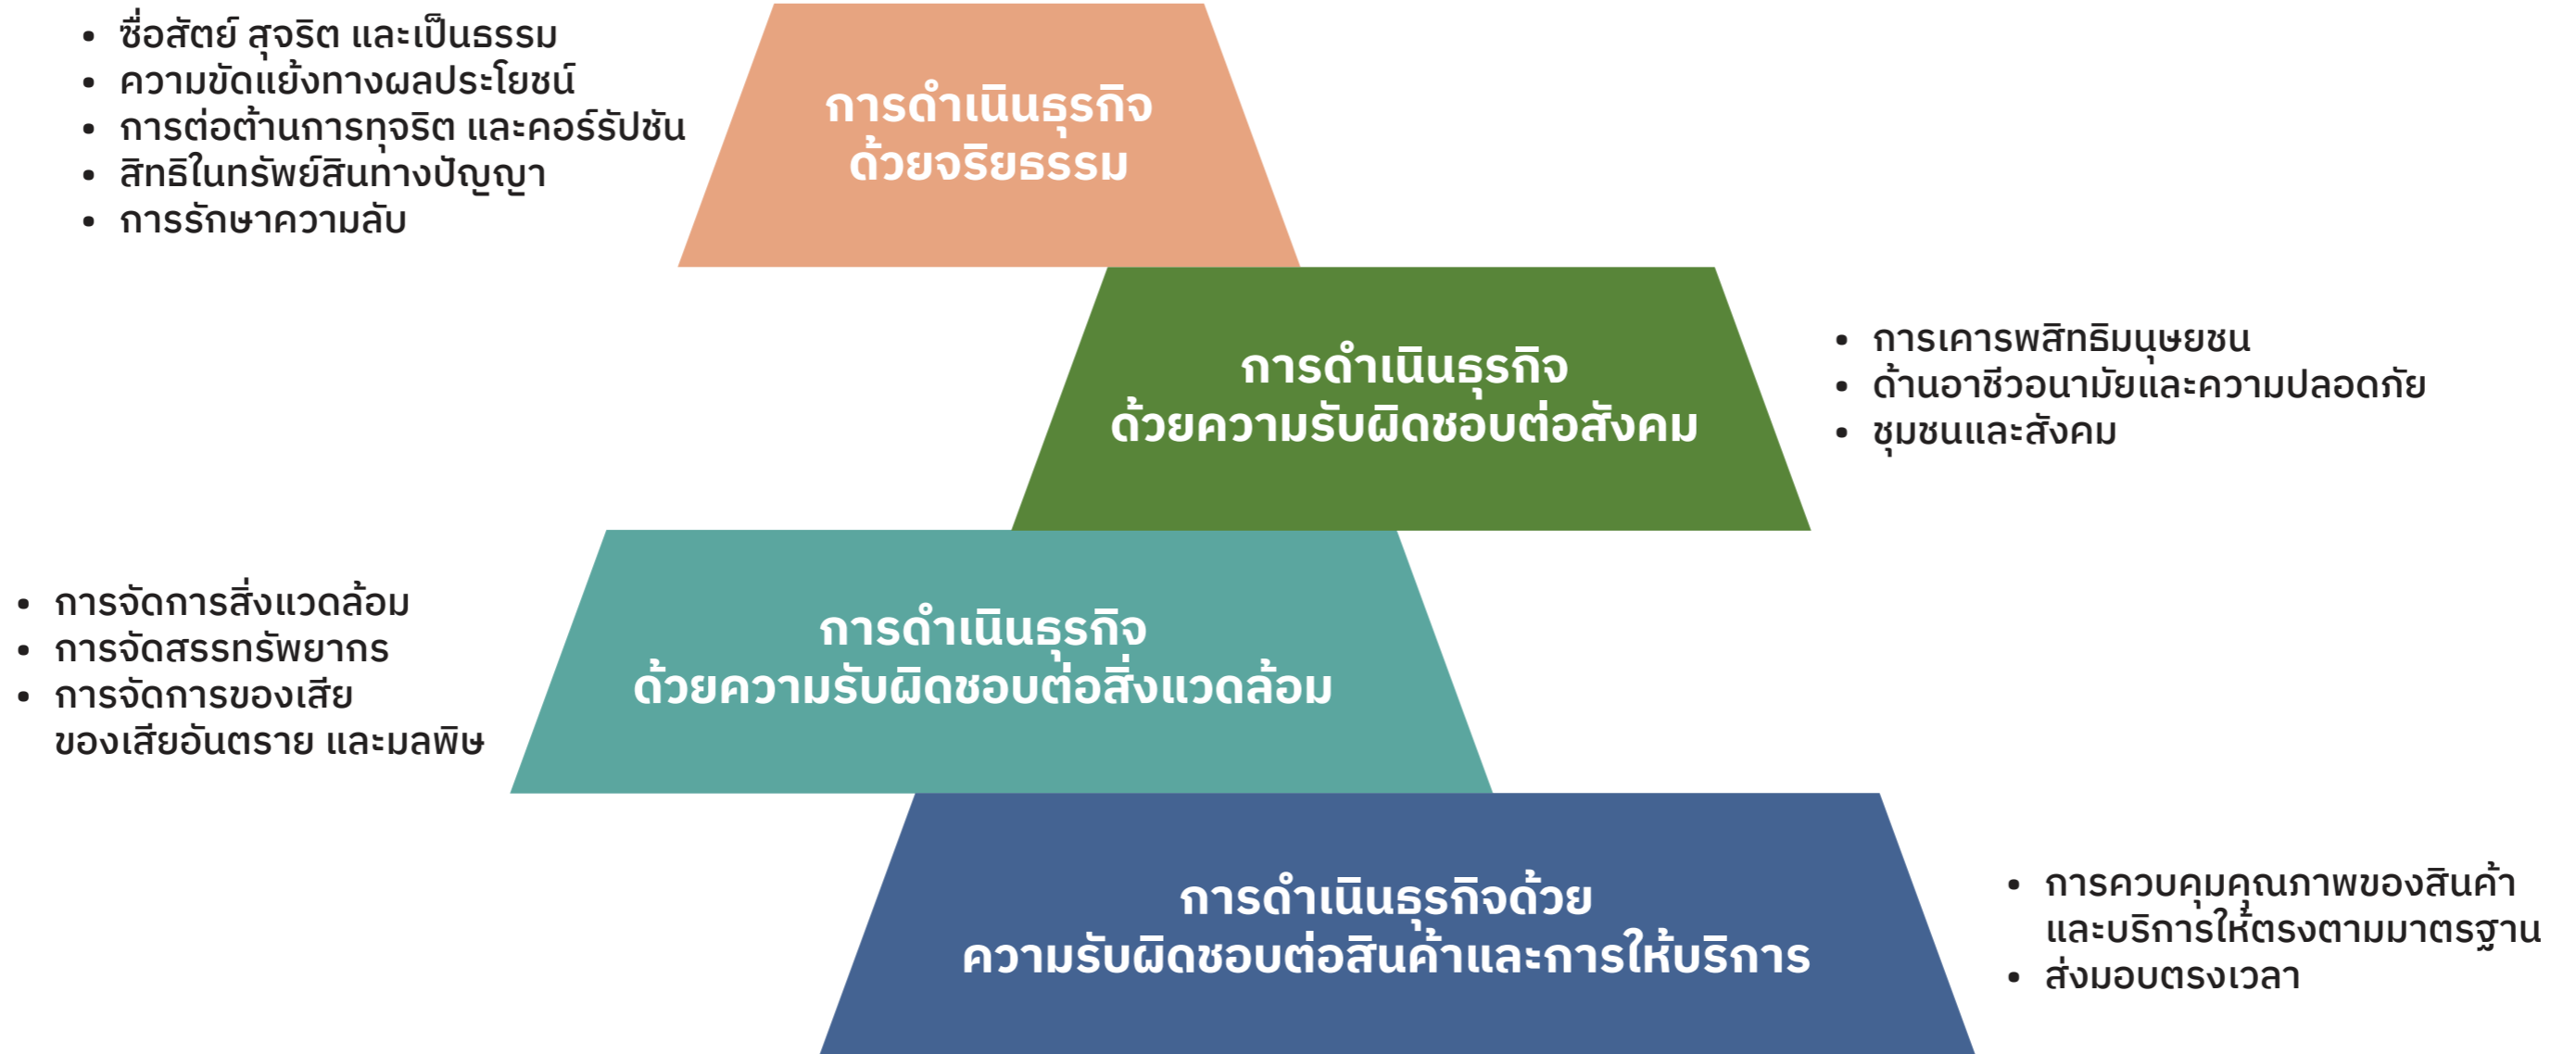 • ซื่อสัตย์ สุจริต และเป็นธรรม
• ความขัดแย้งทางผลประโยชน์
• การต่อต้านการทุจริต และคอร์รัปชัน
• สิทธิในทรัพย์สินทางปัญญา
• การรักษาความลับ
การดำเนินธุรกิจ
ด้วยจริยธรรม
การดำเนินธุรกิจ
ด้วยความรับผิดชอบต่อสังคม
• การเคารพสิทธิมนุษยชน
• ด้านอาชีวอนามัยและความปลอดภัย
• ชุมชนและสังคม
• การจัดการสิ่งแวดล้อม
• การจัดสรรทรัพยากร
• การจัดการของเสีย
ของเสียอันตราย และมลพิษ
การดำเนินธุรกิจ
ด้วยความรับผิดชอบต่อสิ่งแวดล้อม
การดำเนินธุรกิจด้วย
ความรับผิดชอบต่อสินค้าและการให้บริการ
• การควบคุมคุณภาพของสินค้า
และบริการให้ตรงตามมาตรฐาน
• ส่งมอบตรงเวลา